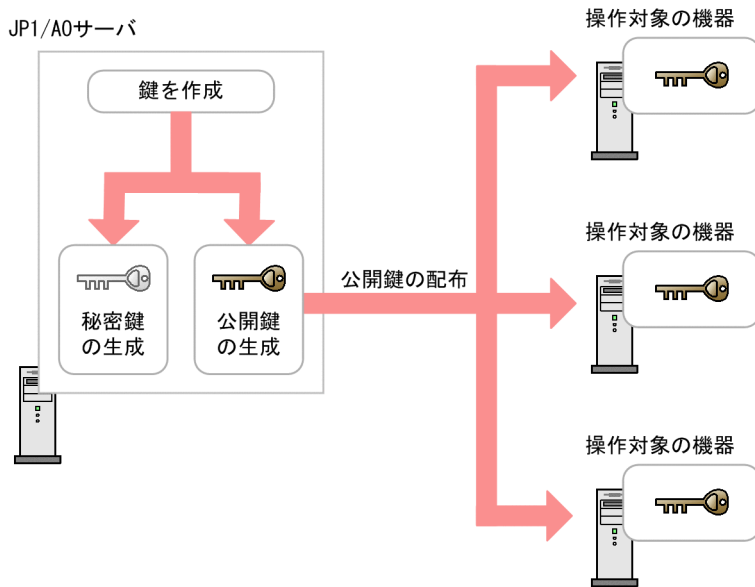 JP1/AOサーバ
鍵を作成
秘密鍵
の生成
公開鍵
の生成
公開鍵の配布
操作対象の機器
操作対象の機器
操作対象の機器